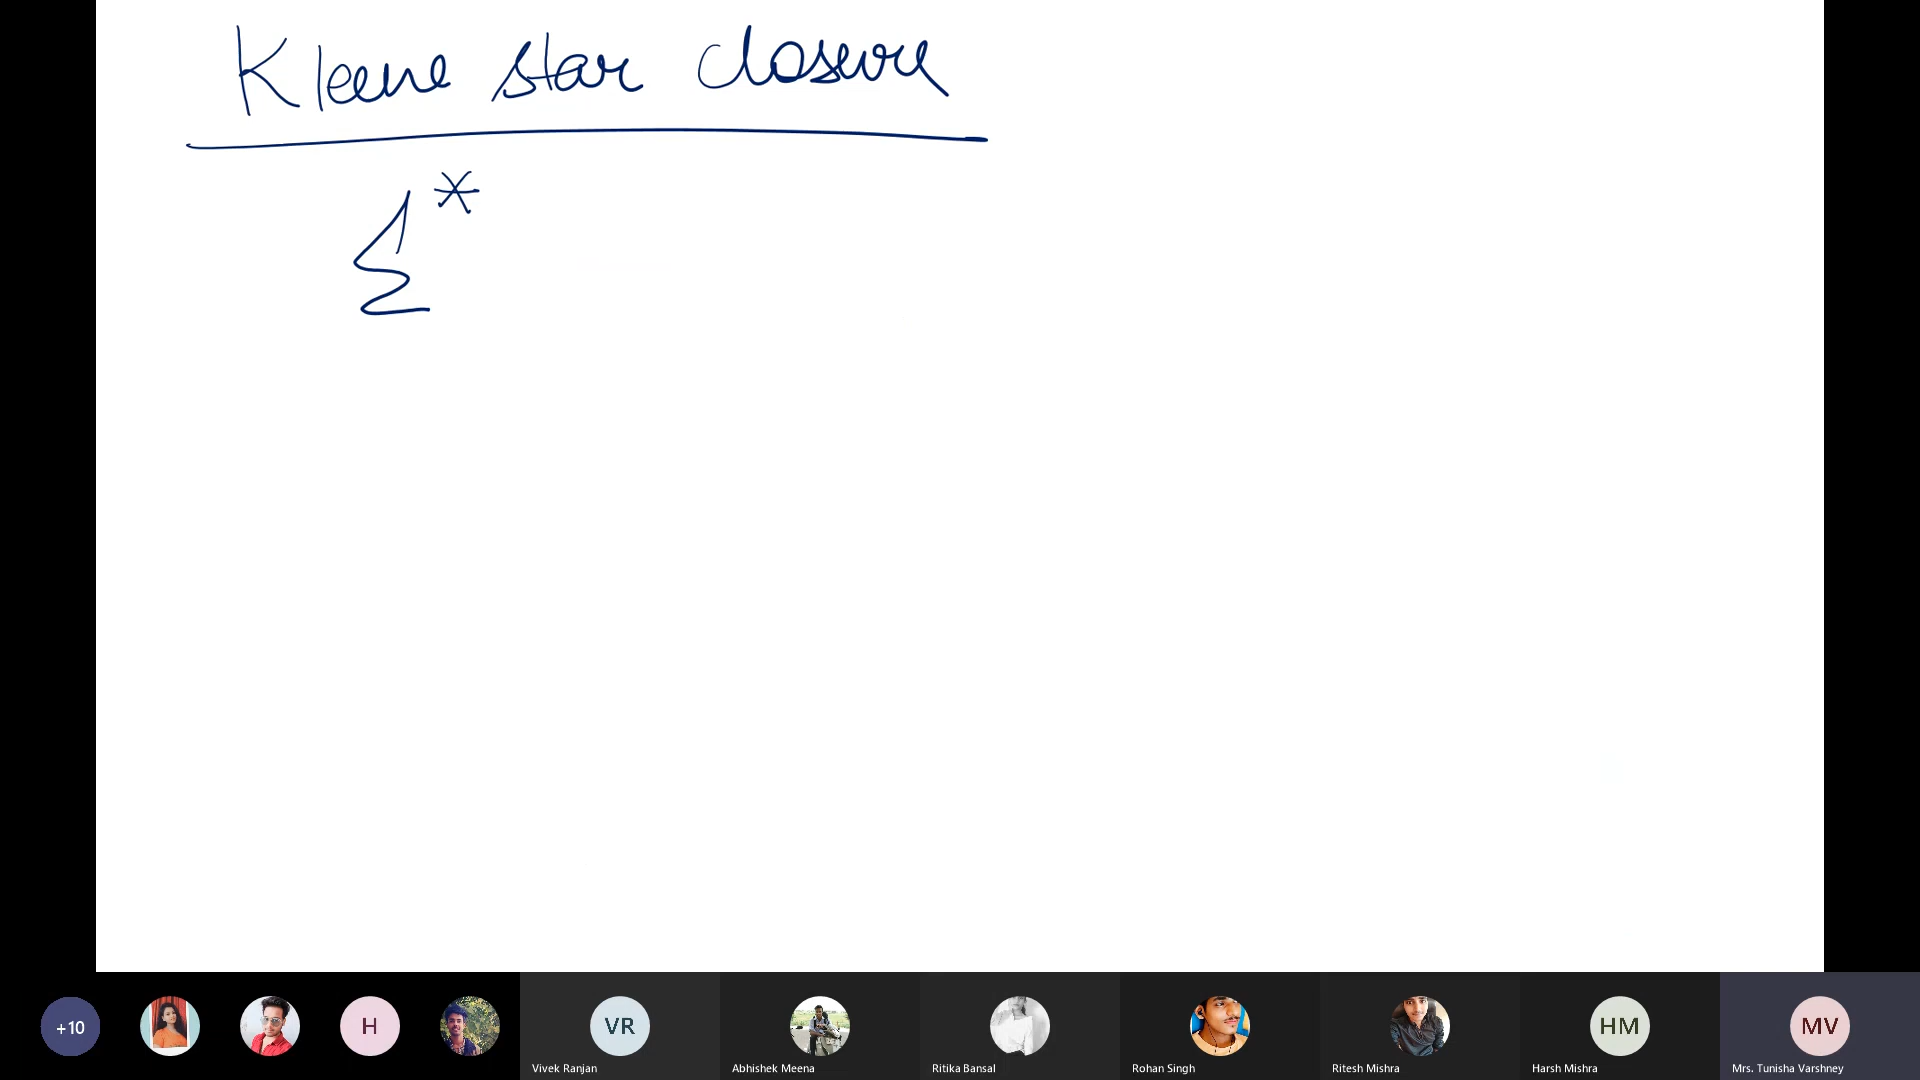 Kleene star closure
Σ*
+10
H
VR
HM
MV
Vivek Ranjan
Abhishek Meena
Ritika Bansal
Rohan Singh
Ritesh Mishra
Harsh Mishra
Mrs. Tunisha Varshney